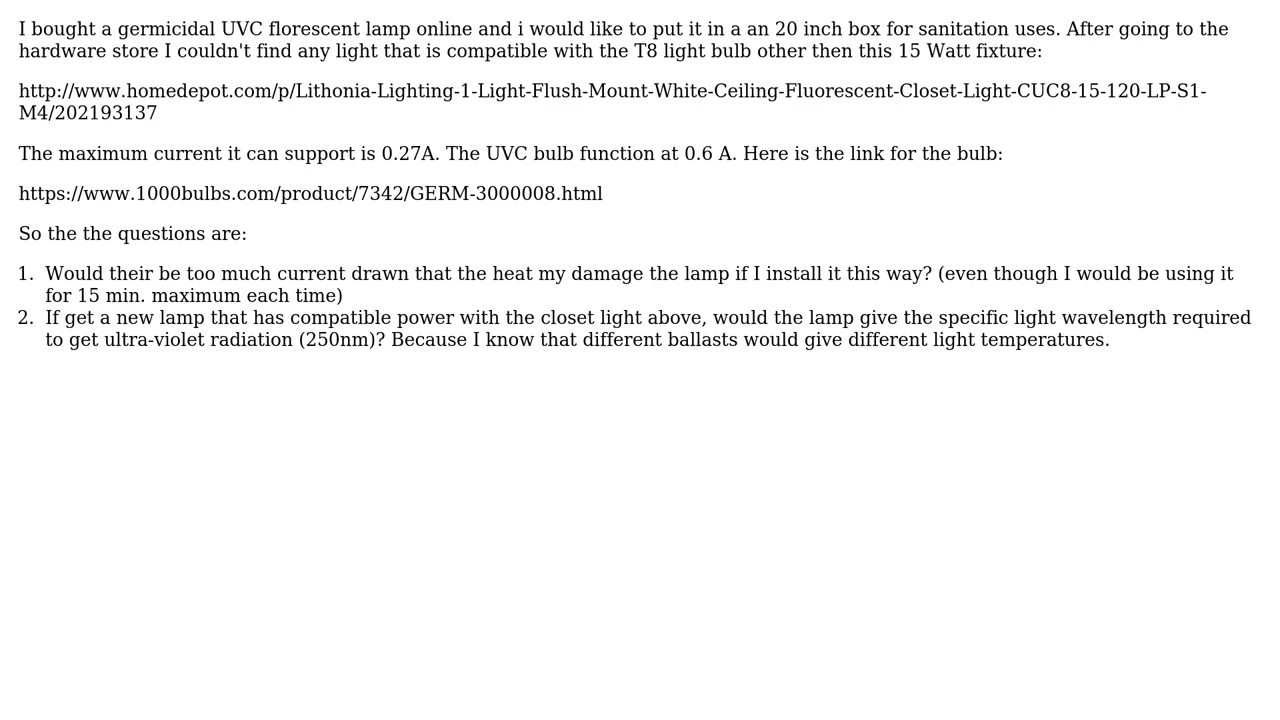 I bought a germicidal UVC florescent lamp online and i would like to put it in a an 20 inch box for sanitation uses. After going to the
hardware store I couldn't find any light that is compatible with the T8 light bulb other then this 15 Watt fixture:
http://www.homedepot.com/p/Lithonia-Lighting-1-Light-Flush-Mount-White-Ceiling-Fluorescent-Closet-Light-CUC8-15-120-LP-S1-
M4/202193137
The maximum current it can support is 0.27A. The UVC bulb function at 0.6 A. Here is the link for the bulb:
https://www.1000bulbs.com/product/7342/GERM-3000008.html
So the the questions are:
1. Would their be too much current drawn that the heat my damage the lamp if I install it this way? (even though I would be using it
for 15 min. maximum each time)
2. If get a new lamp that has compatible power with the closet light above, would the lamp give the specific light wavelength required
to get ultra-violet radiation (250nm)? Because I know that different ballasts would give different light temperatures.